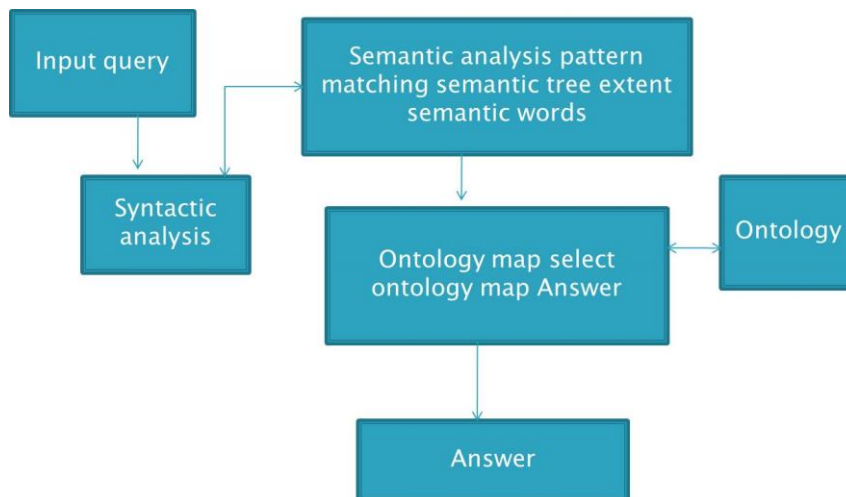 Input query
Semantic analysis pattern
matching semantic tree extent
semantic words
Syntactic
analysis
Ontology map select
ontology map Answer
Ontology
Answer